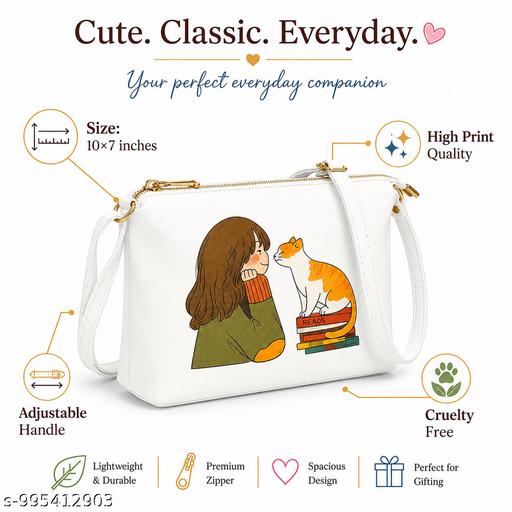 Cute. Classic. Everyday.
Your perfect everyday companion
Size:
10×7 inches
High Print
Quality
READS
Adjustable
Handle
Cruelty
Free
Lightweight
& Durable
Premium
Zipper
Spacious
Design
Perfect for
Gifting
s-995412903